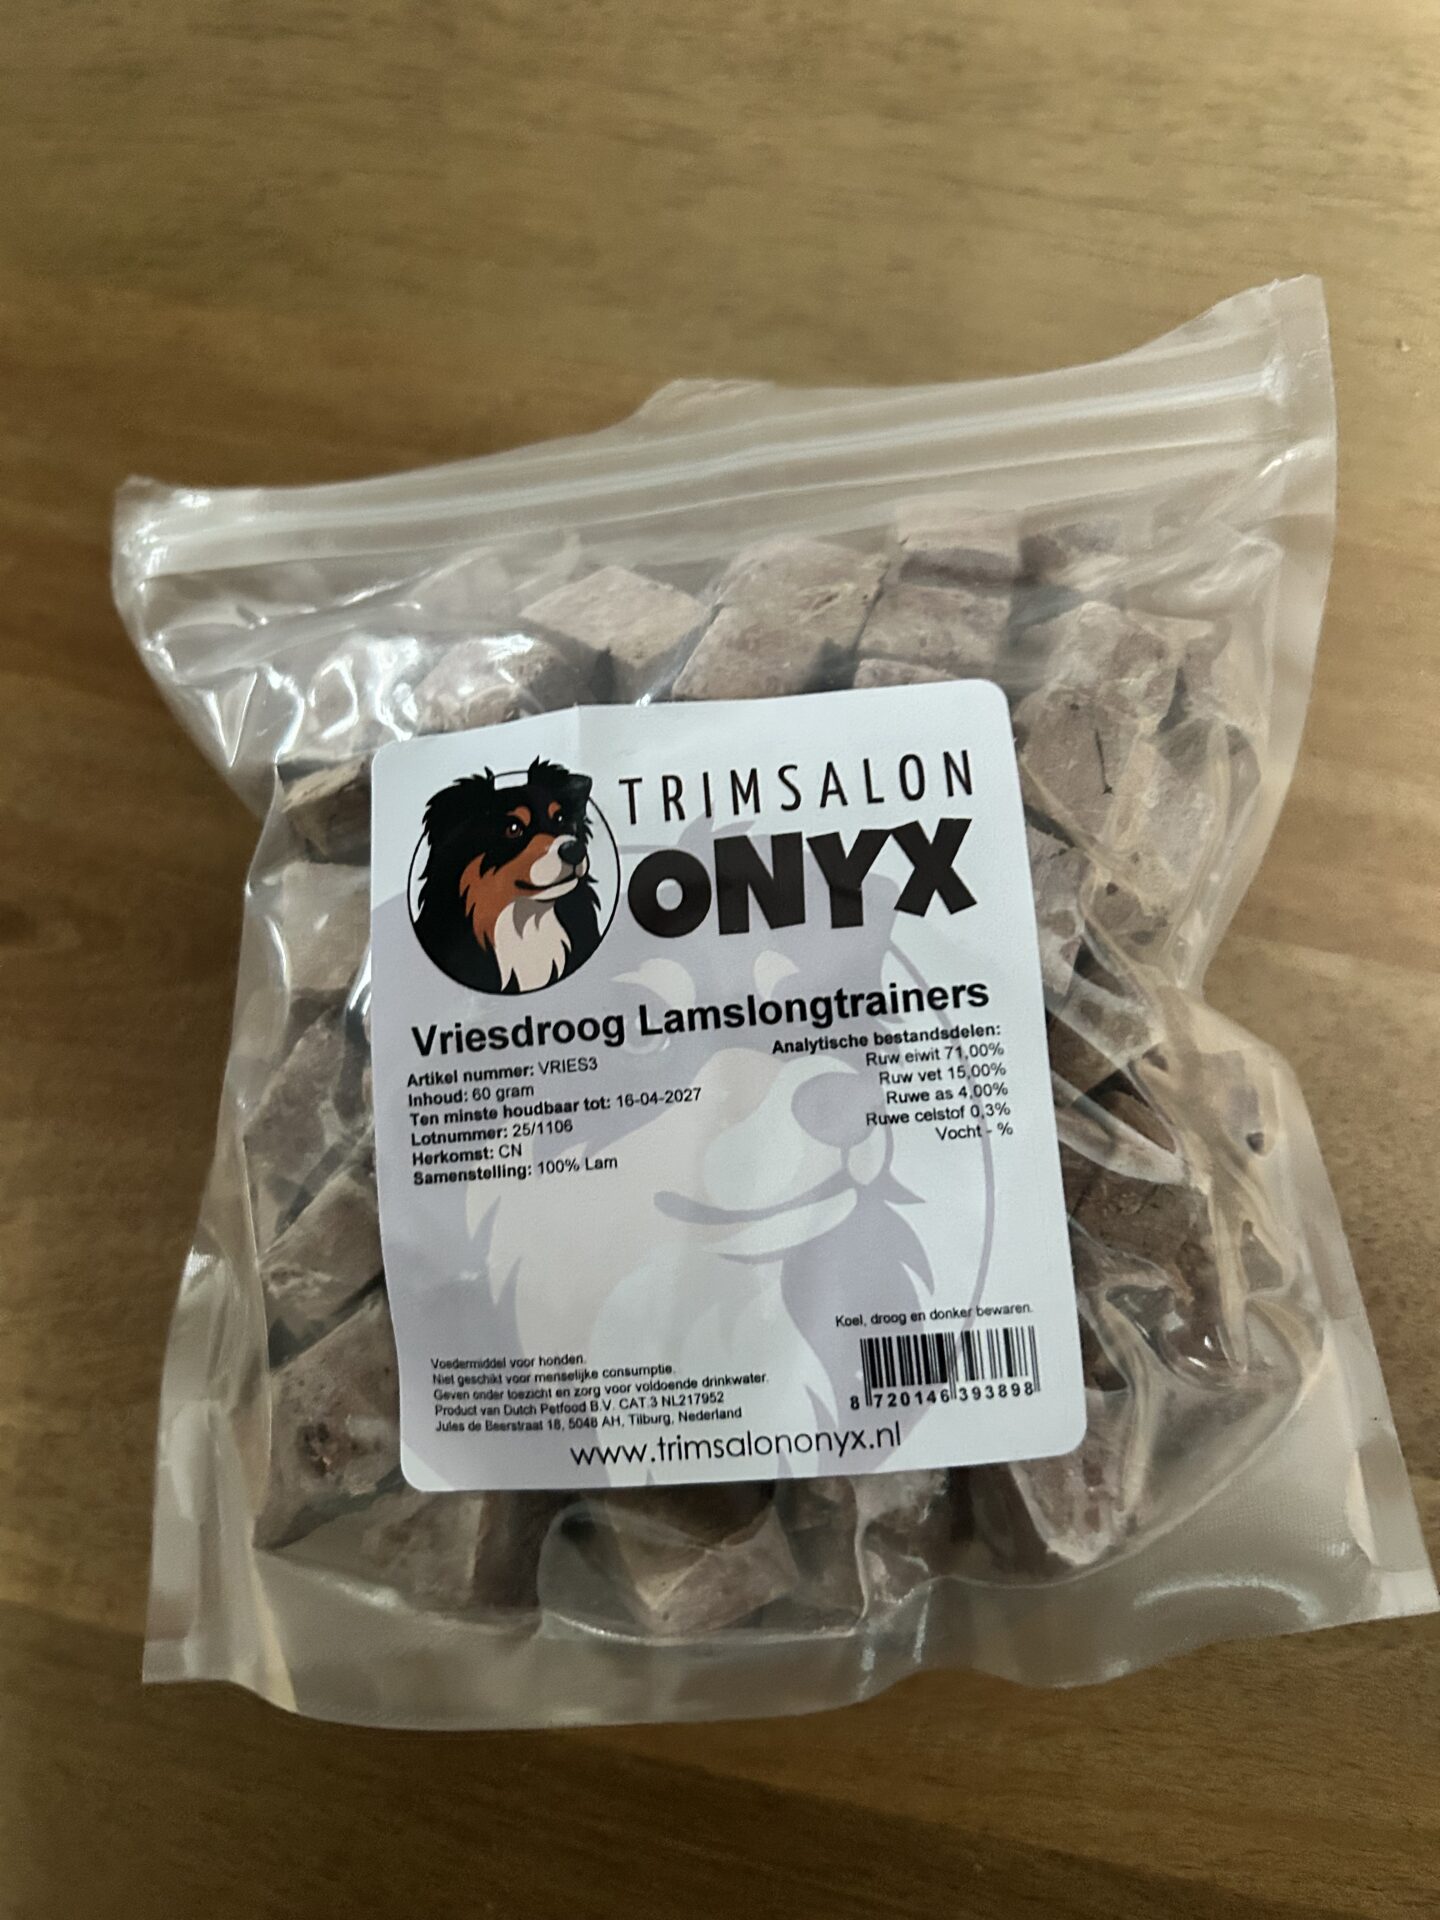 TRIMSALON
ONYX
Vriesdroog Lamslongtrainers
Artikel nummer: VRIES3
Inhoud: 60 gram
Ten minste houdbaar tot: 16-04-2027
Lotnummer: 25/1106
Herkomst: CN
Samenstelling: 100% Lam
Analytische bestandsdelen:
Ruw eiwit 71,00%
Ruw vet 15,00%
Ruwe as 4,00%
Ruwe celstof 0,3%
Vocht - %
Koel, droog en donker bewaren.
8 720146 393898
Voedermiddel voor honden.
Niet geschikt voor menselijke consumptie.
Geven onder toezicht en zorg voor voldoende drinkwater.
Product van Dutch Petfood B.V. CAT.3 NL217952
Jules de Beerstraat 18, 5048 AH, Tilburg, Nederland
www.trimsalononyx.nl